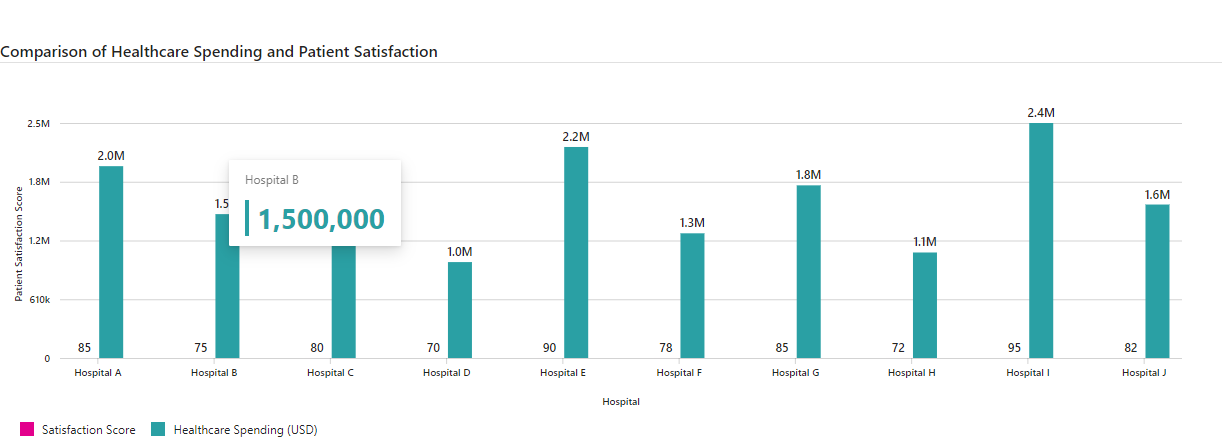 Comparison of Healthcare Spending and Patient Satisfaction
Patient Satisfaction Score
2.5M
1.8M
1.2M
610k
0
2.0M
2.2M
1.0M
1.3M
1.8M
1.1M
2.4M
1.6M
Hospital B
1,500,000
85
75
80
70
90
78
85
72
95
82
Hospital A
Hospital B
Hospital C
Hospital D
Hospital E
Hospital F
Hospital G
Hospital H
Hospital I
Hospital J
Hospital
Satisfaction Score
Healthcare Spending (USD)